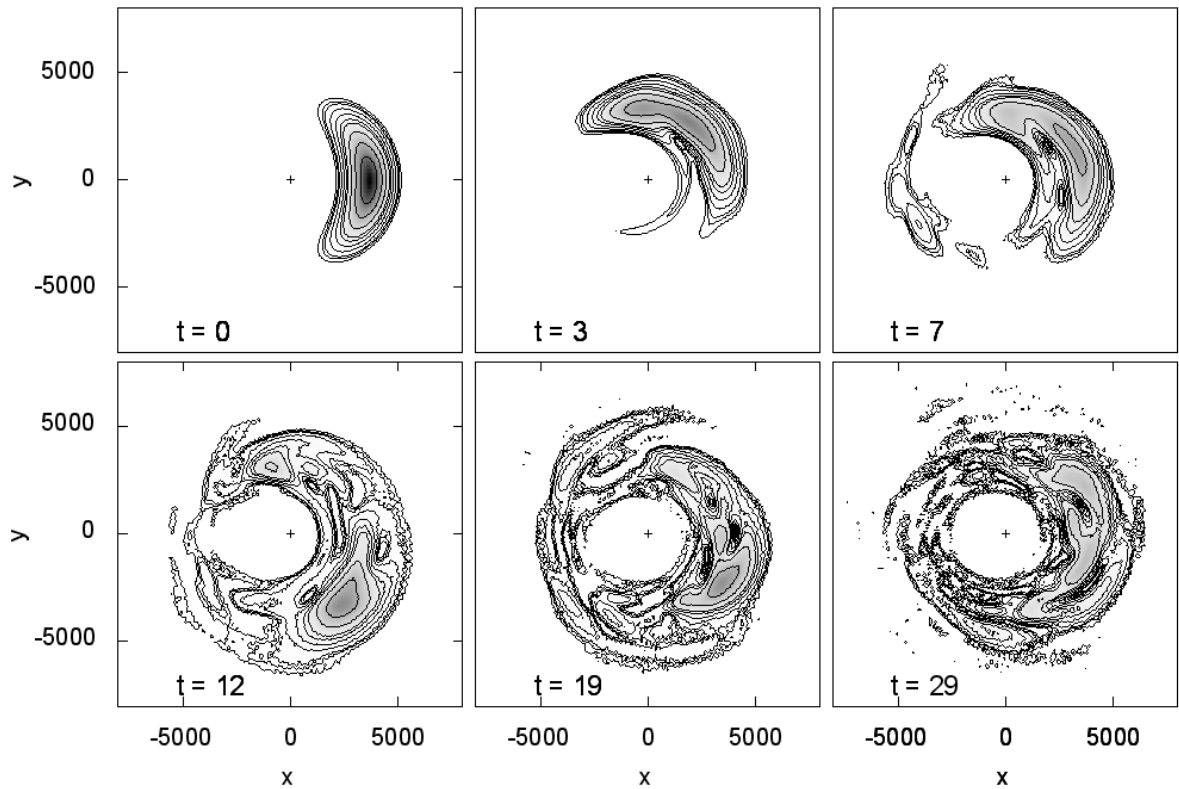 5000
y 0
-5000
t = 0
t = 3
t = 7
5000
y 0
-5000
t = 12
t = 19
t = 29
-5000 0 5000
-5000 0 5000
-5000 0 5000
x
x
x